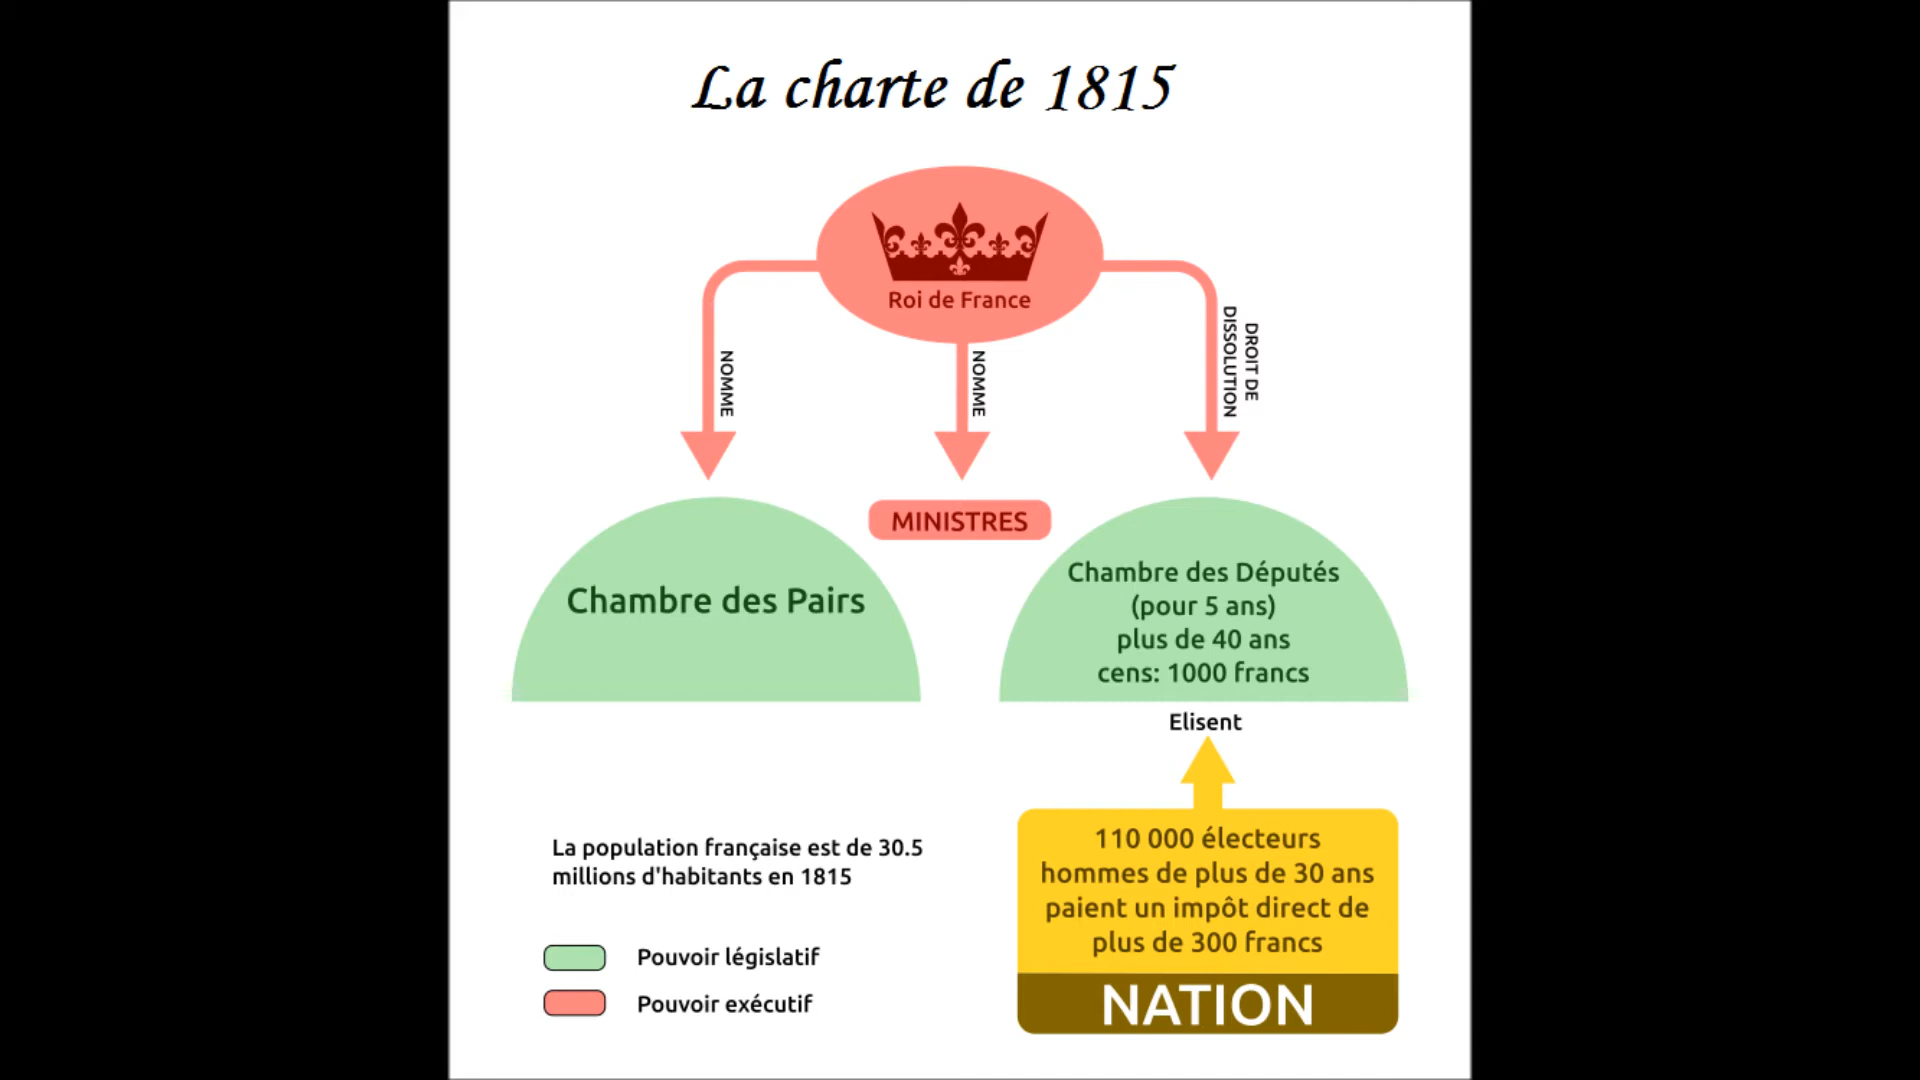 La charte de 1815
Roi de France
NOMME
NOMME
DROIT DE
DISSOLUTION
MINISTRES
Chambre des Pairs
Chambre des Députés
(pour 5 ans)
plus de 40 ans
cens: 1000 francs
Elisent
110 000 électeurs
hommes de plus de 30 ans
paient un impôt direct de
plus de 300 francs
NATION
La population française est de 30.5
millions d'habitants en 1815
Pouvoir législatif
Pouvoir exécutif